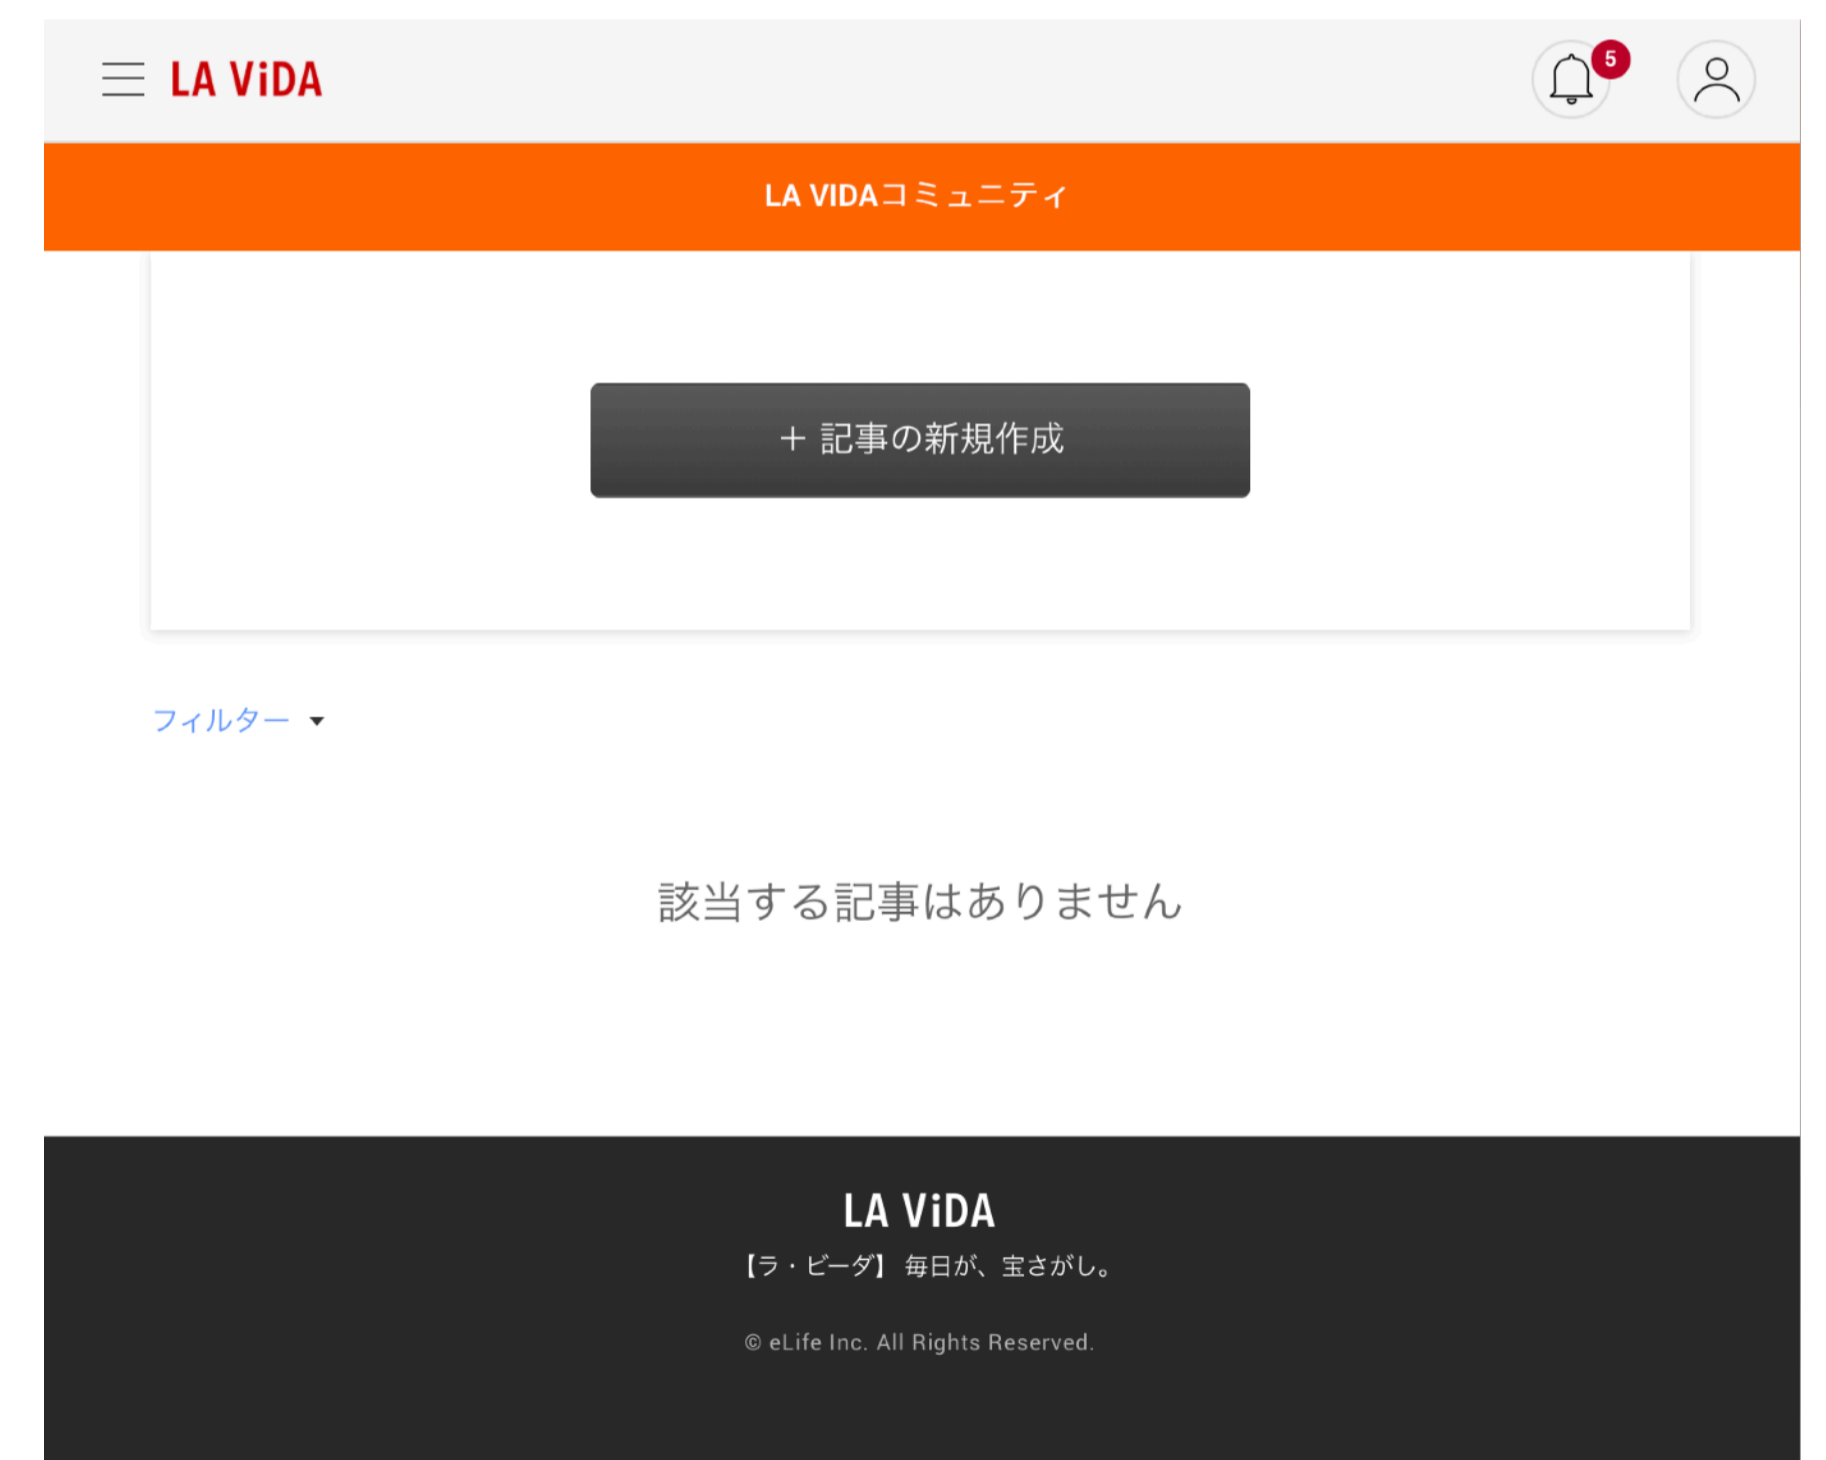 LA ViDA
5
LA VIDAコミュニティ
＋ 記事の新規作成
フィルター
該当する記事はありません
LA ViDA
【ラ・ビーダ】 毎日が、宝さがし。
© eLife Inc. All Rights Reserved.